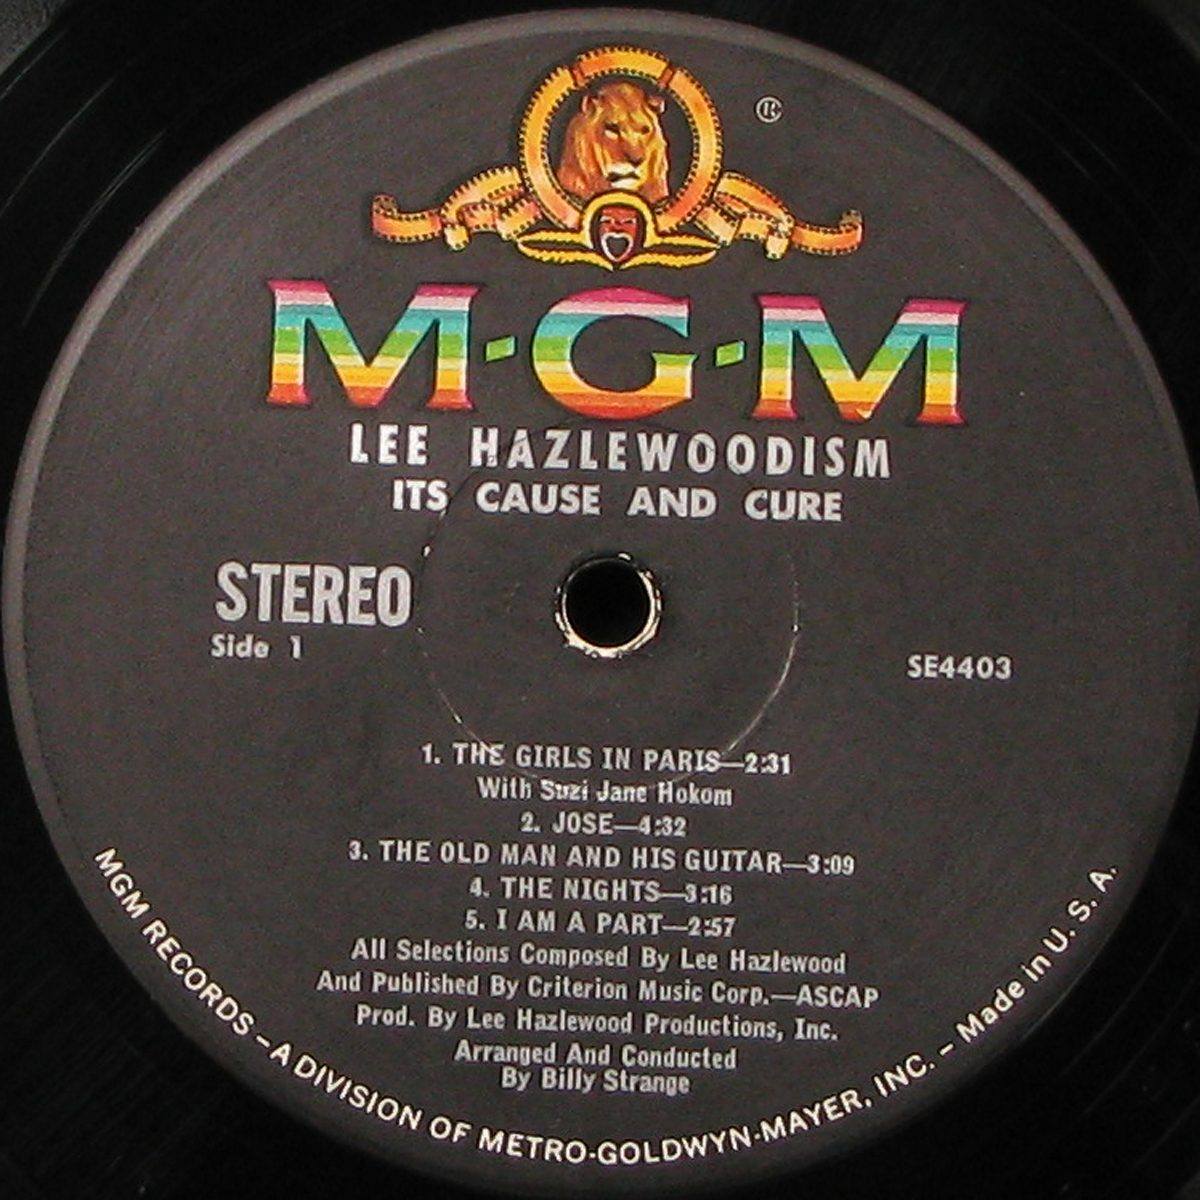 ®
M·G·M
LEE HAZLEWOODISM
ITS CAUSE AND CURE
STEREO
Side 1
SE4403
1. THE GIRLS IN PARIS—2:31
With Suzi Jane Hokom
2. JOSE—4:32
3. THE OLD MAN AND HIS GUITAR—3:09
4. THE NIGHTS—3:16
5. I AM A PART—2:57
All Selections Composed By Lee Hazlewood
And Published By Criterion Music Corp.—ASCAP
Prod. By Lee Hazlewood Productions, Inc.
Arranged And Conducted
By Billy Strange
MGM RECORDS – A DIVISION OF METRO-GOLDWYN-MAYER, INC. – Made in U. S. A.